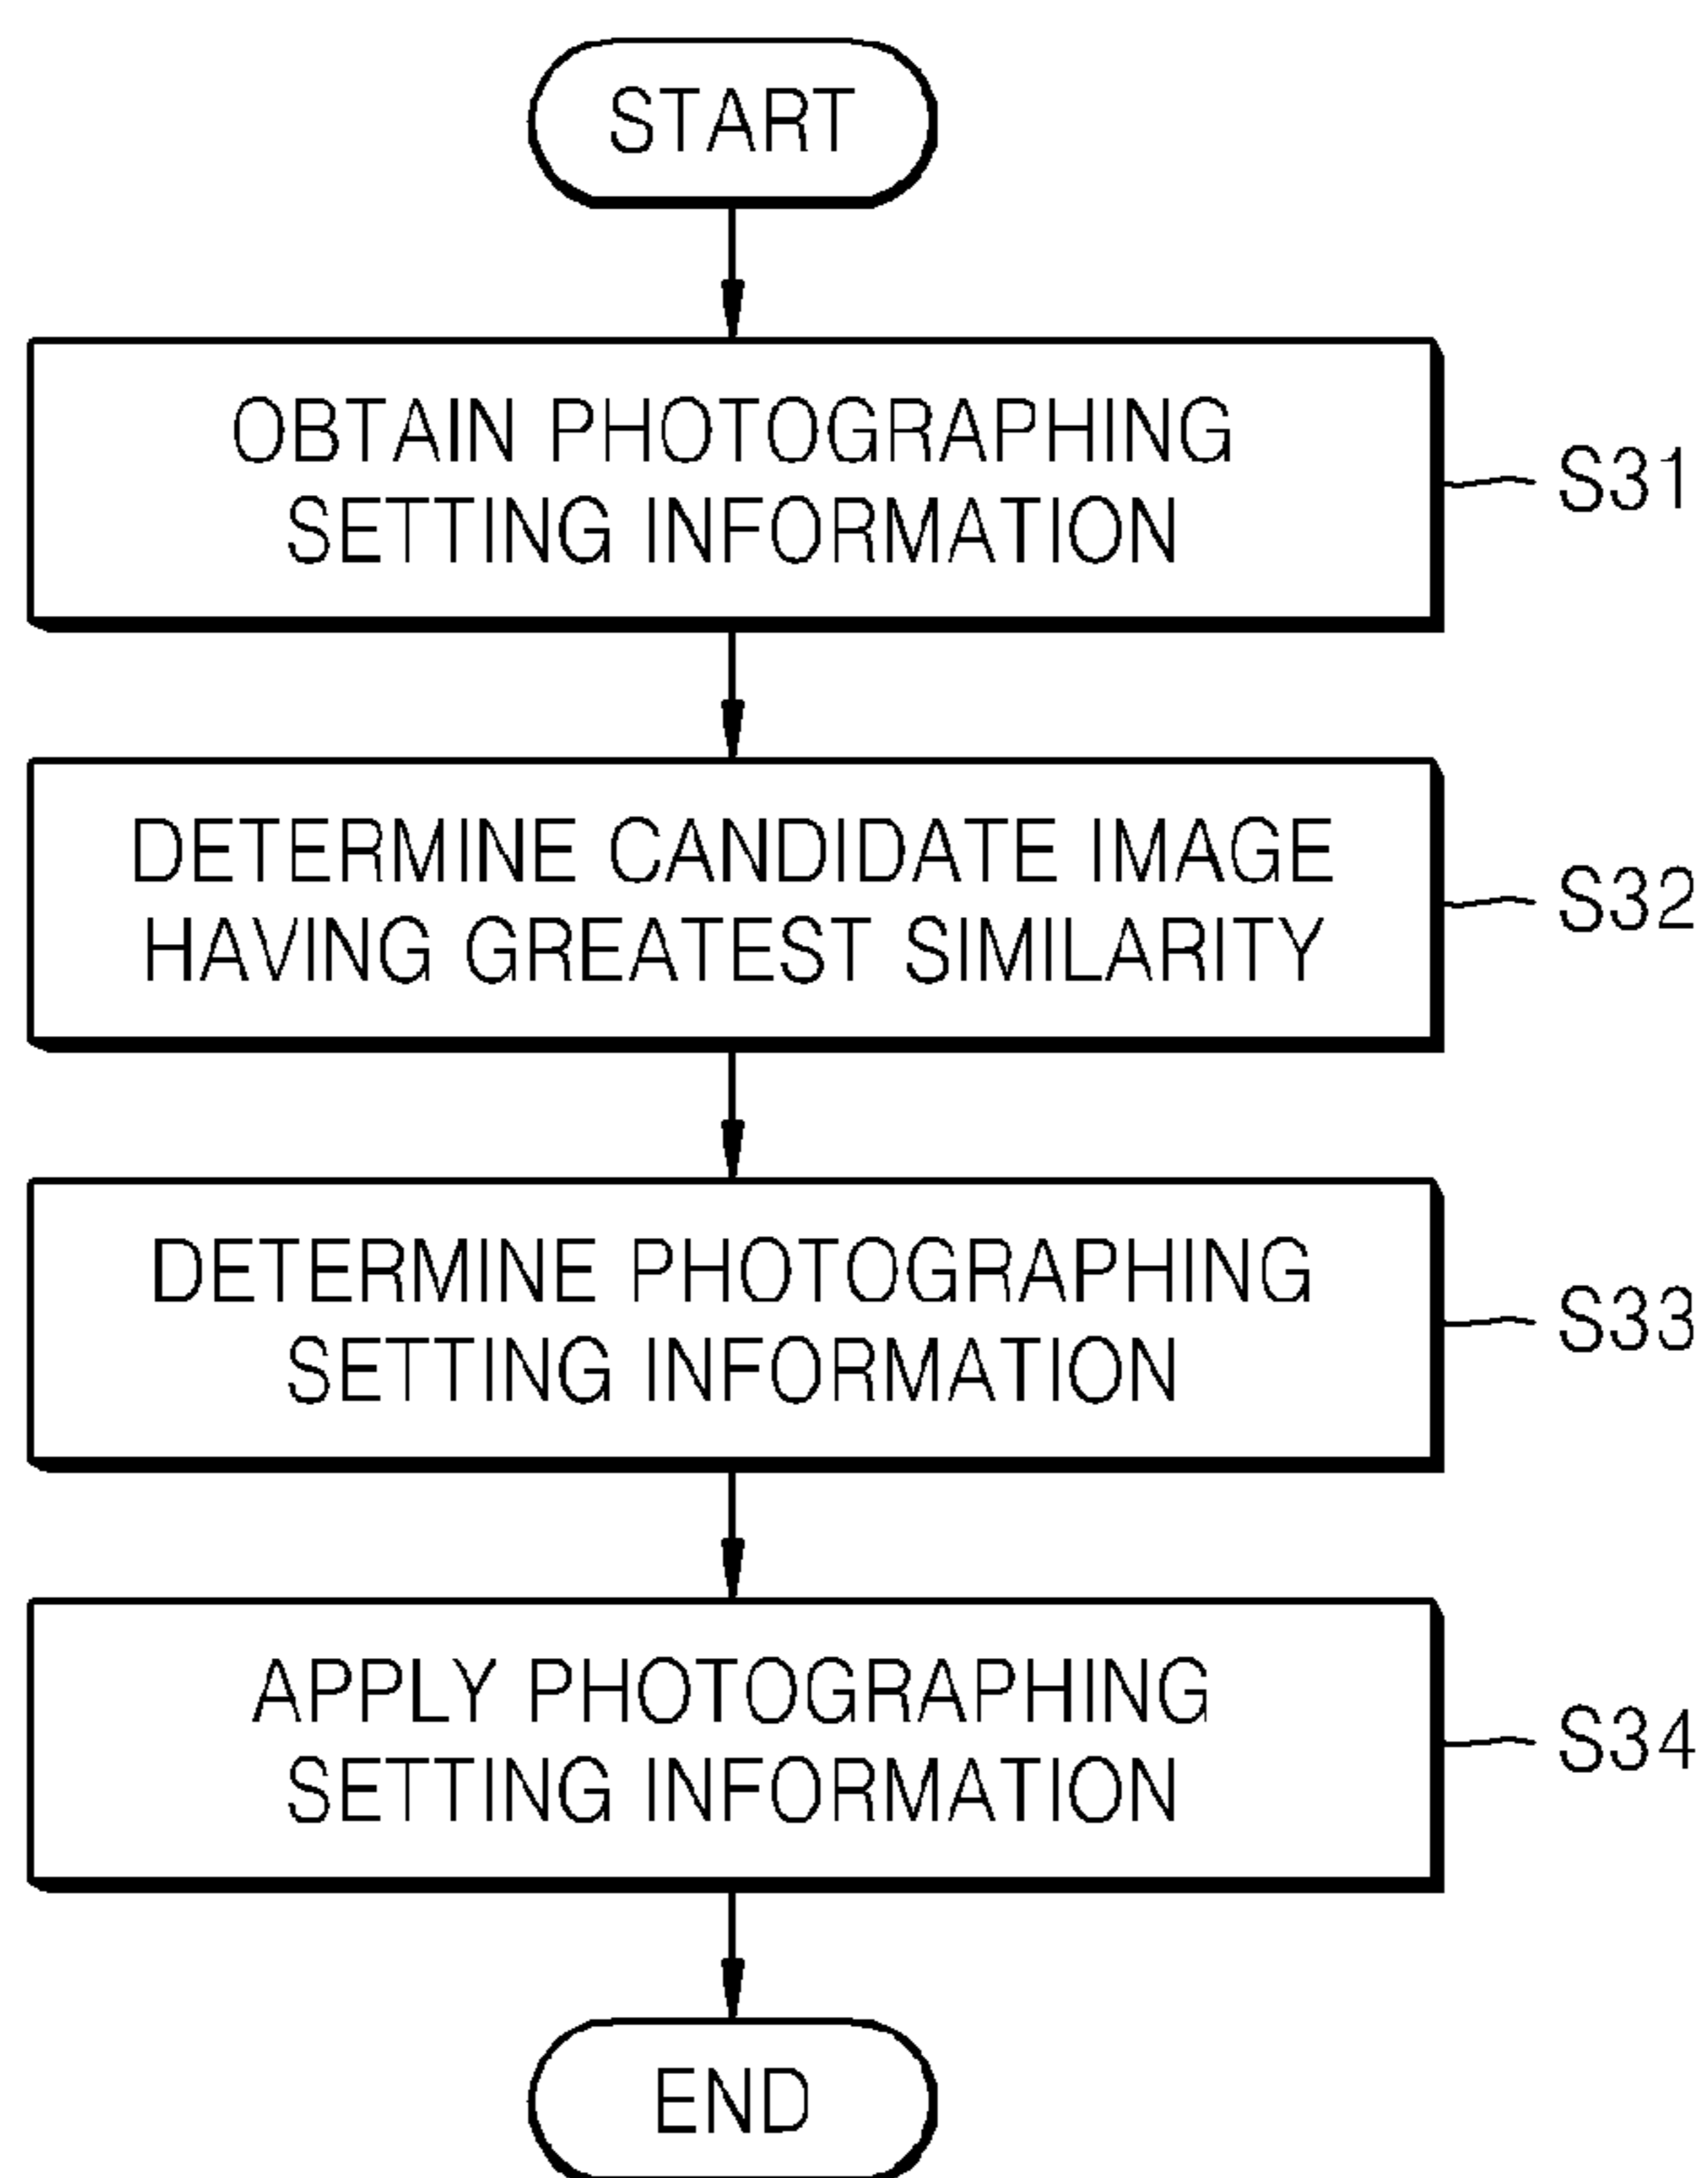 START
OBTAIN PHOTOGRAPHING
SETTING INFORMATION
S31
DETERMINE CANDIDATE IMAGE
HAVING GREATEST SIMILARITY
S32
DETERMINE PHOTOGRAPHING
SETTING INFORMATION
S33
APPLY PHOTOGRAPHING
SETTING INFORMATION
S34
END